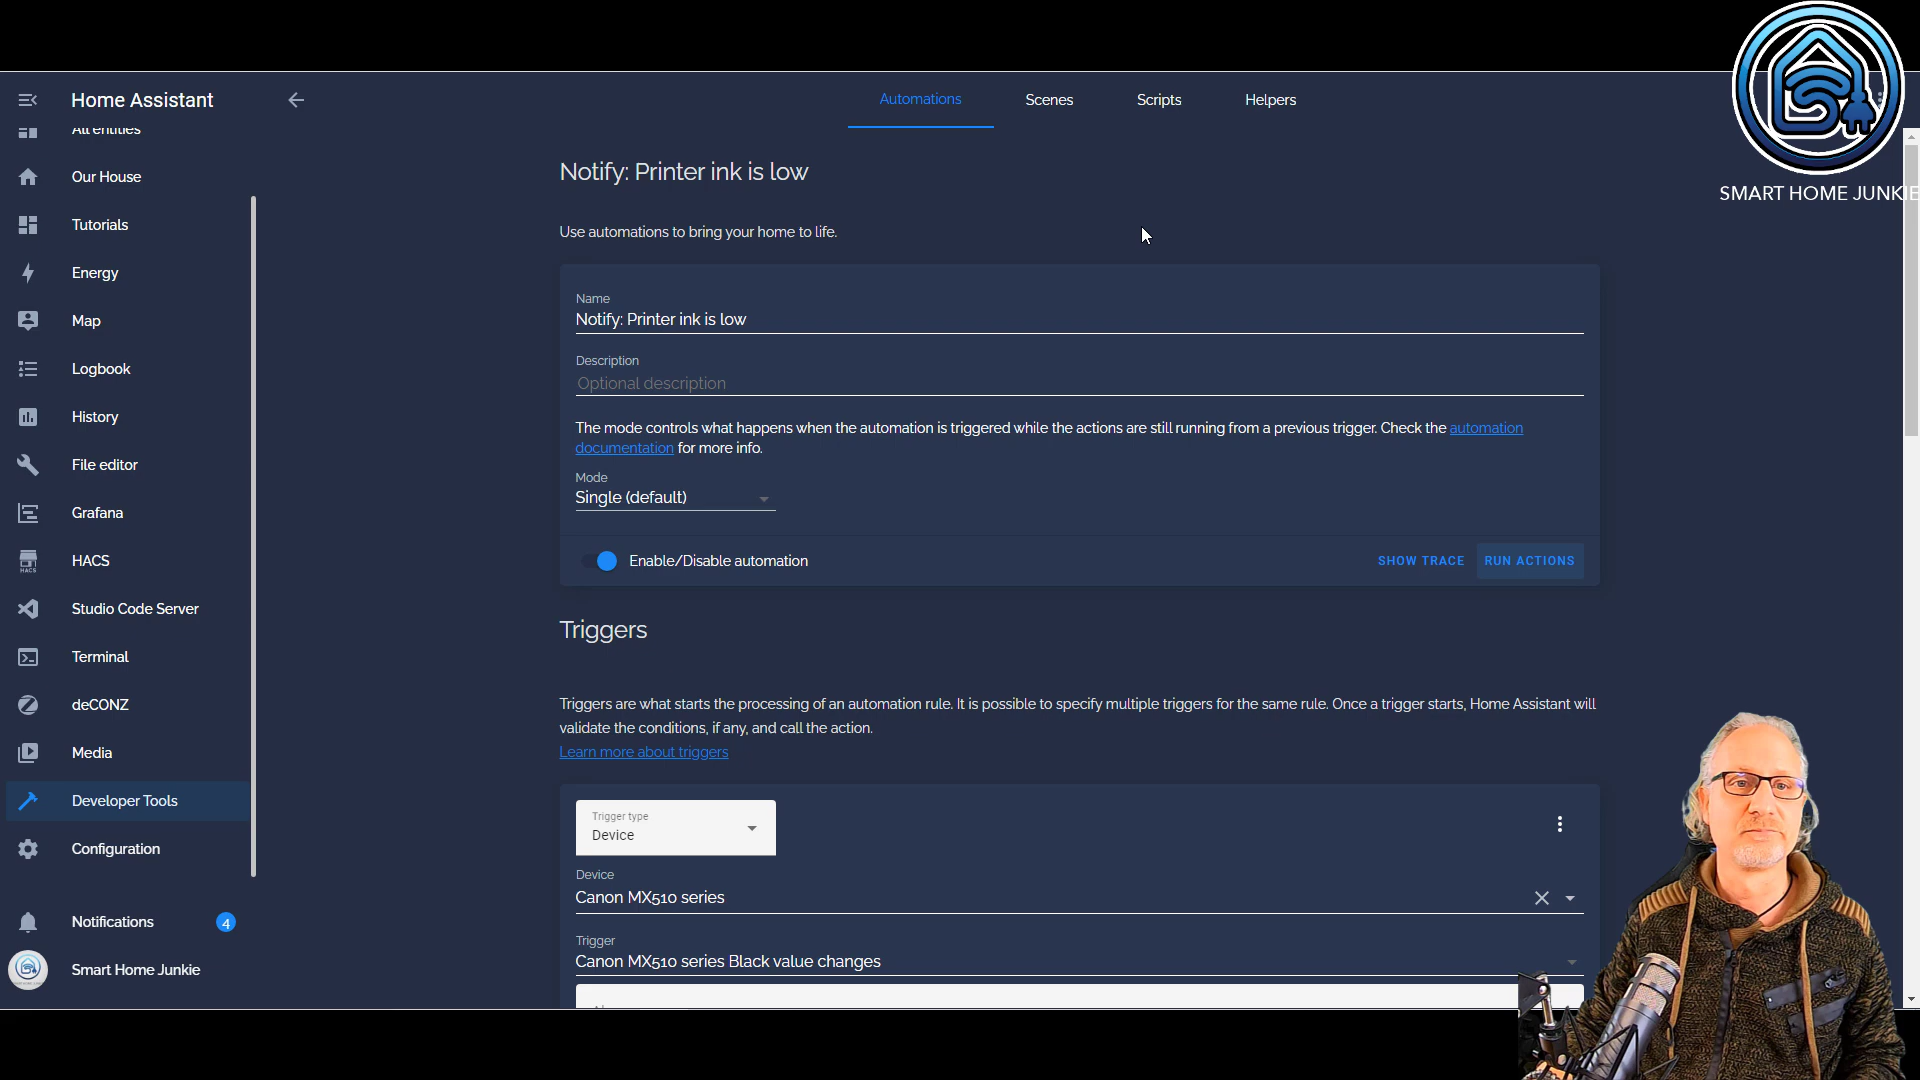 Home Assistant
Automations
Scenes
Scripts
Helpers
SMART HOME JUNKIE
All entities
Our House
Tutorials
Energy
Map
Logbook
History
File editor
Grafana
HACS
HACS
Studio Code Server
Terminal
deCONZ
Media
Developer Tools
Configuration
Notifications
4
Smart Home Junkie
Notify: Printer ink is low
Use automations to bring your home to life.
Name
Notify: Printer ink is low
Description
Optional description
The mode controls what happens when the automation is triggered while the actions are still running from a previous trigger. Check the automation
documentation for more info.
Mode
Single (default)
Enable/Disable automation
SHOW TRACE
RUN ACTIONS
Triggers
Triggers are what starts the processing of an automation rule. It is possible to specify multiple triggers for the same rule. Once a trigger starts, Home Assistant will
validate the conditions, if any, and call the action.
Learn more about triggers
Trigger type
Device
Device
Canon MX510 series
Trigger
Canon MX510 series Black value changes